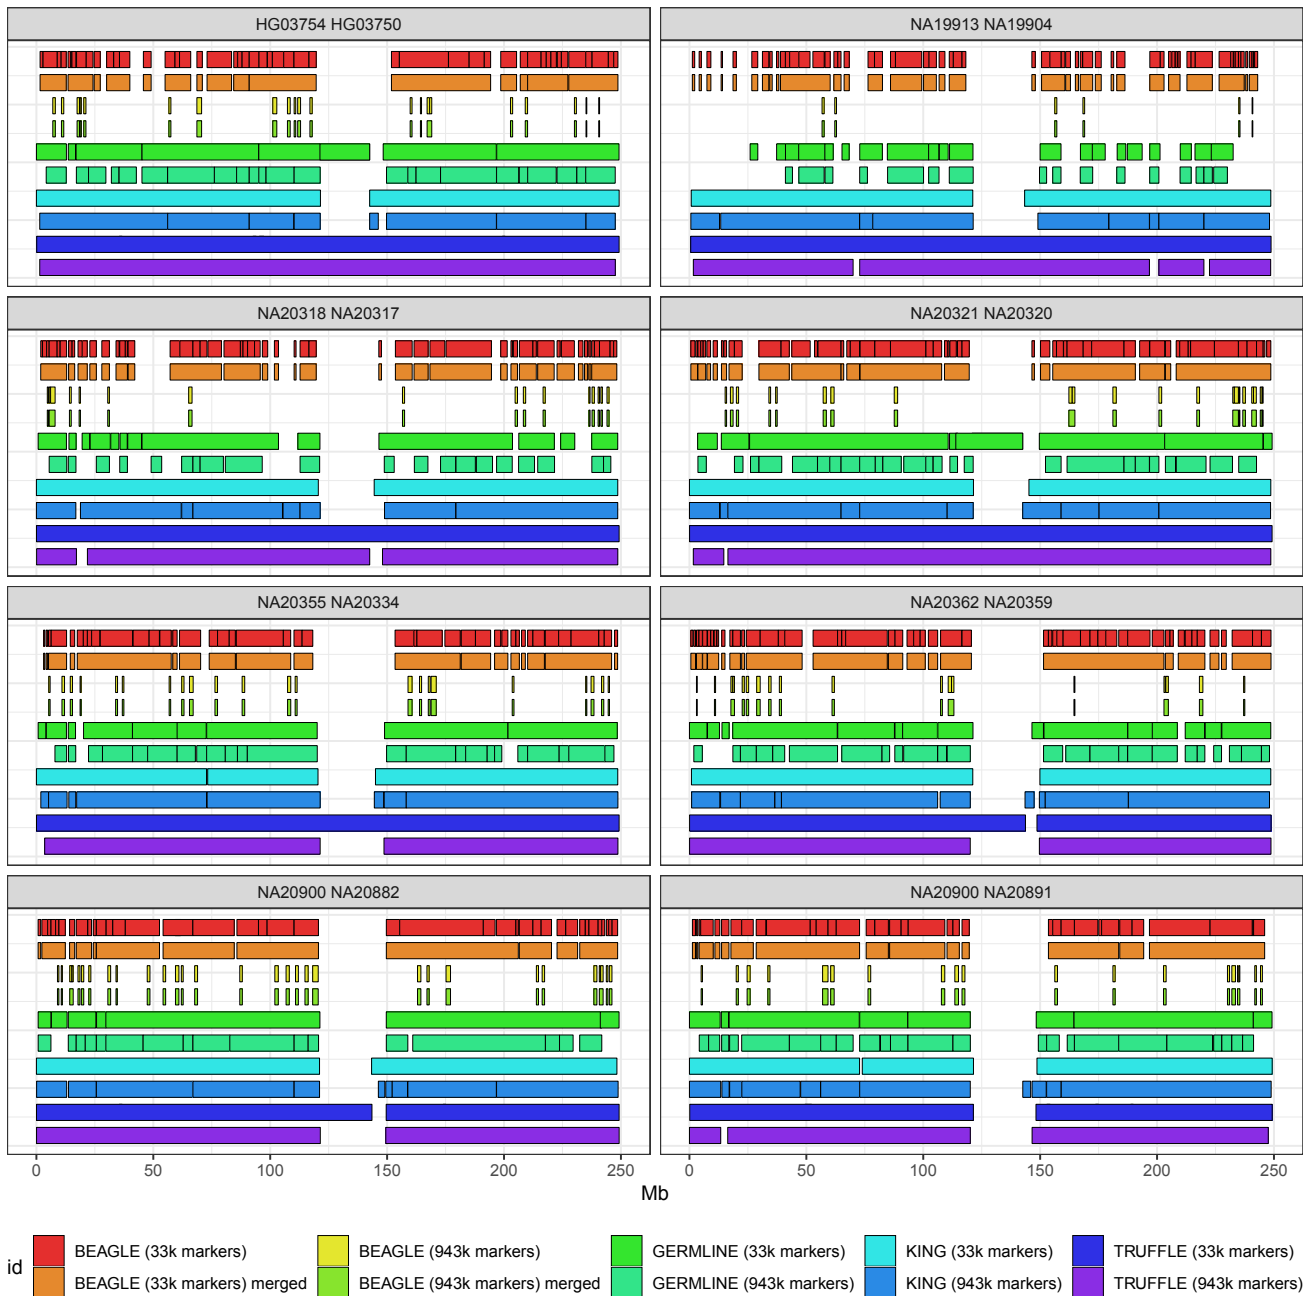 HG03754 HG03750
NA19913 NA19904
NA20318 NA20317
NA20321 NA20320
NA20355 NA20334
NA20362 NA20359
NA20900 NA20882
NA20900 NA20891
0 50 100 150 200 250
0 50 100 150 200 250
Mb
id
BEAGLE (33k markers)
BEAGLE (33k markers) merged
BEAGLE (943k markers)
BEAGLE (943k markers) merged
GERMLINE (33k markers)
GERMLINE (943k markers)
KING (33k markers)
KING (943k markers)
TRUFFLE (33k markers)
TRUFFLE (943k markers)